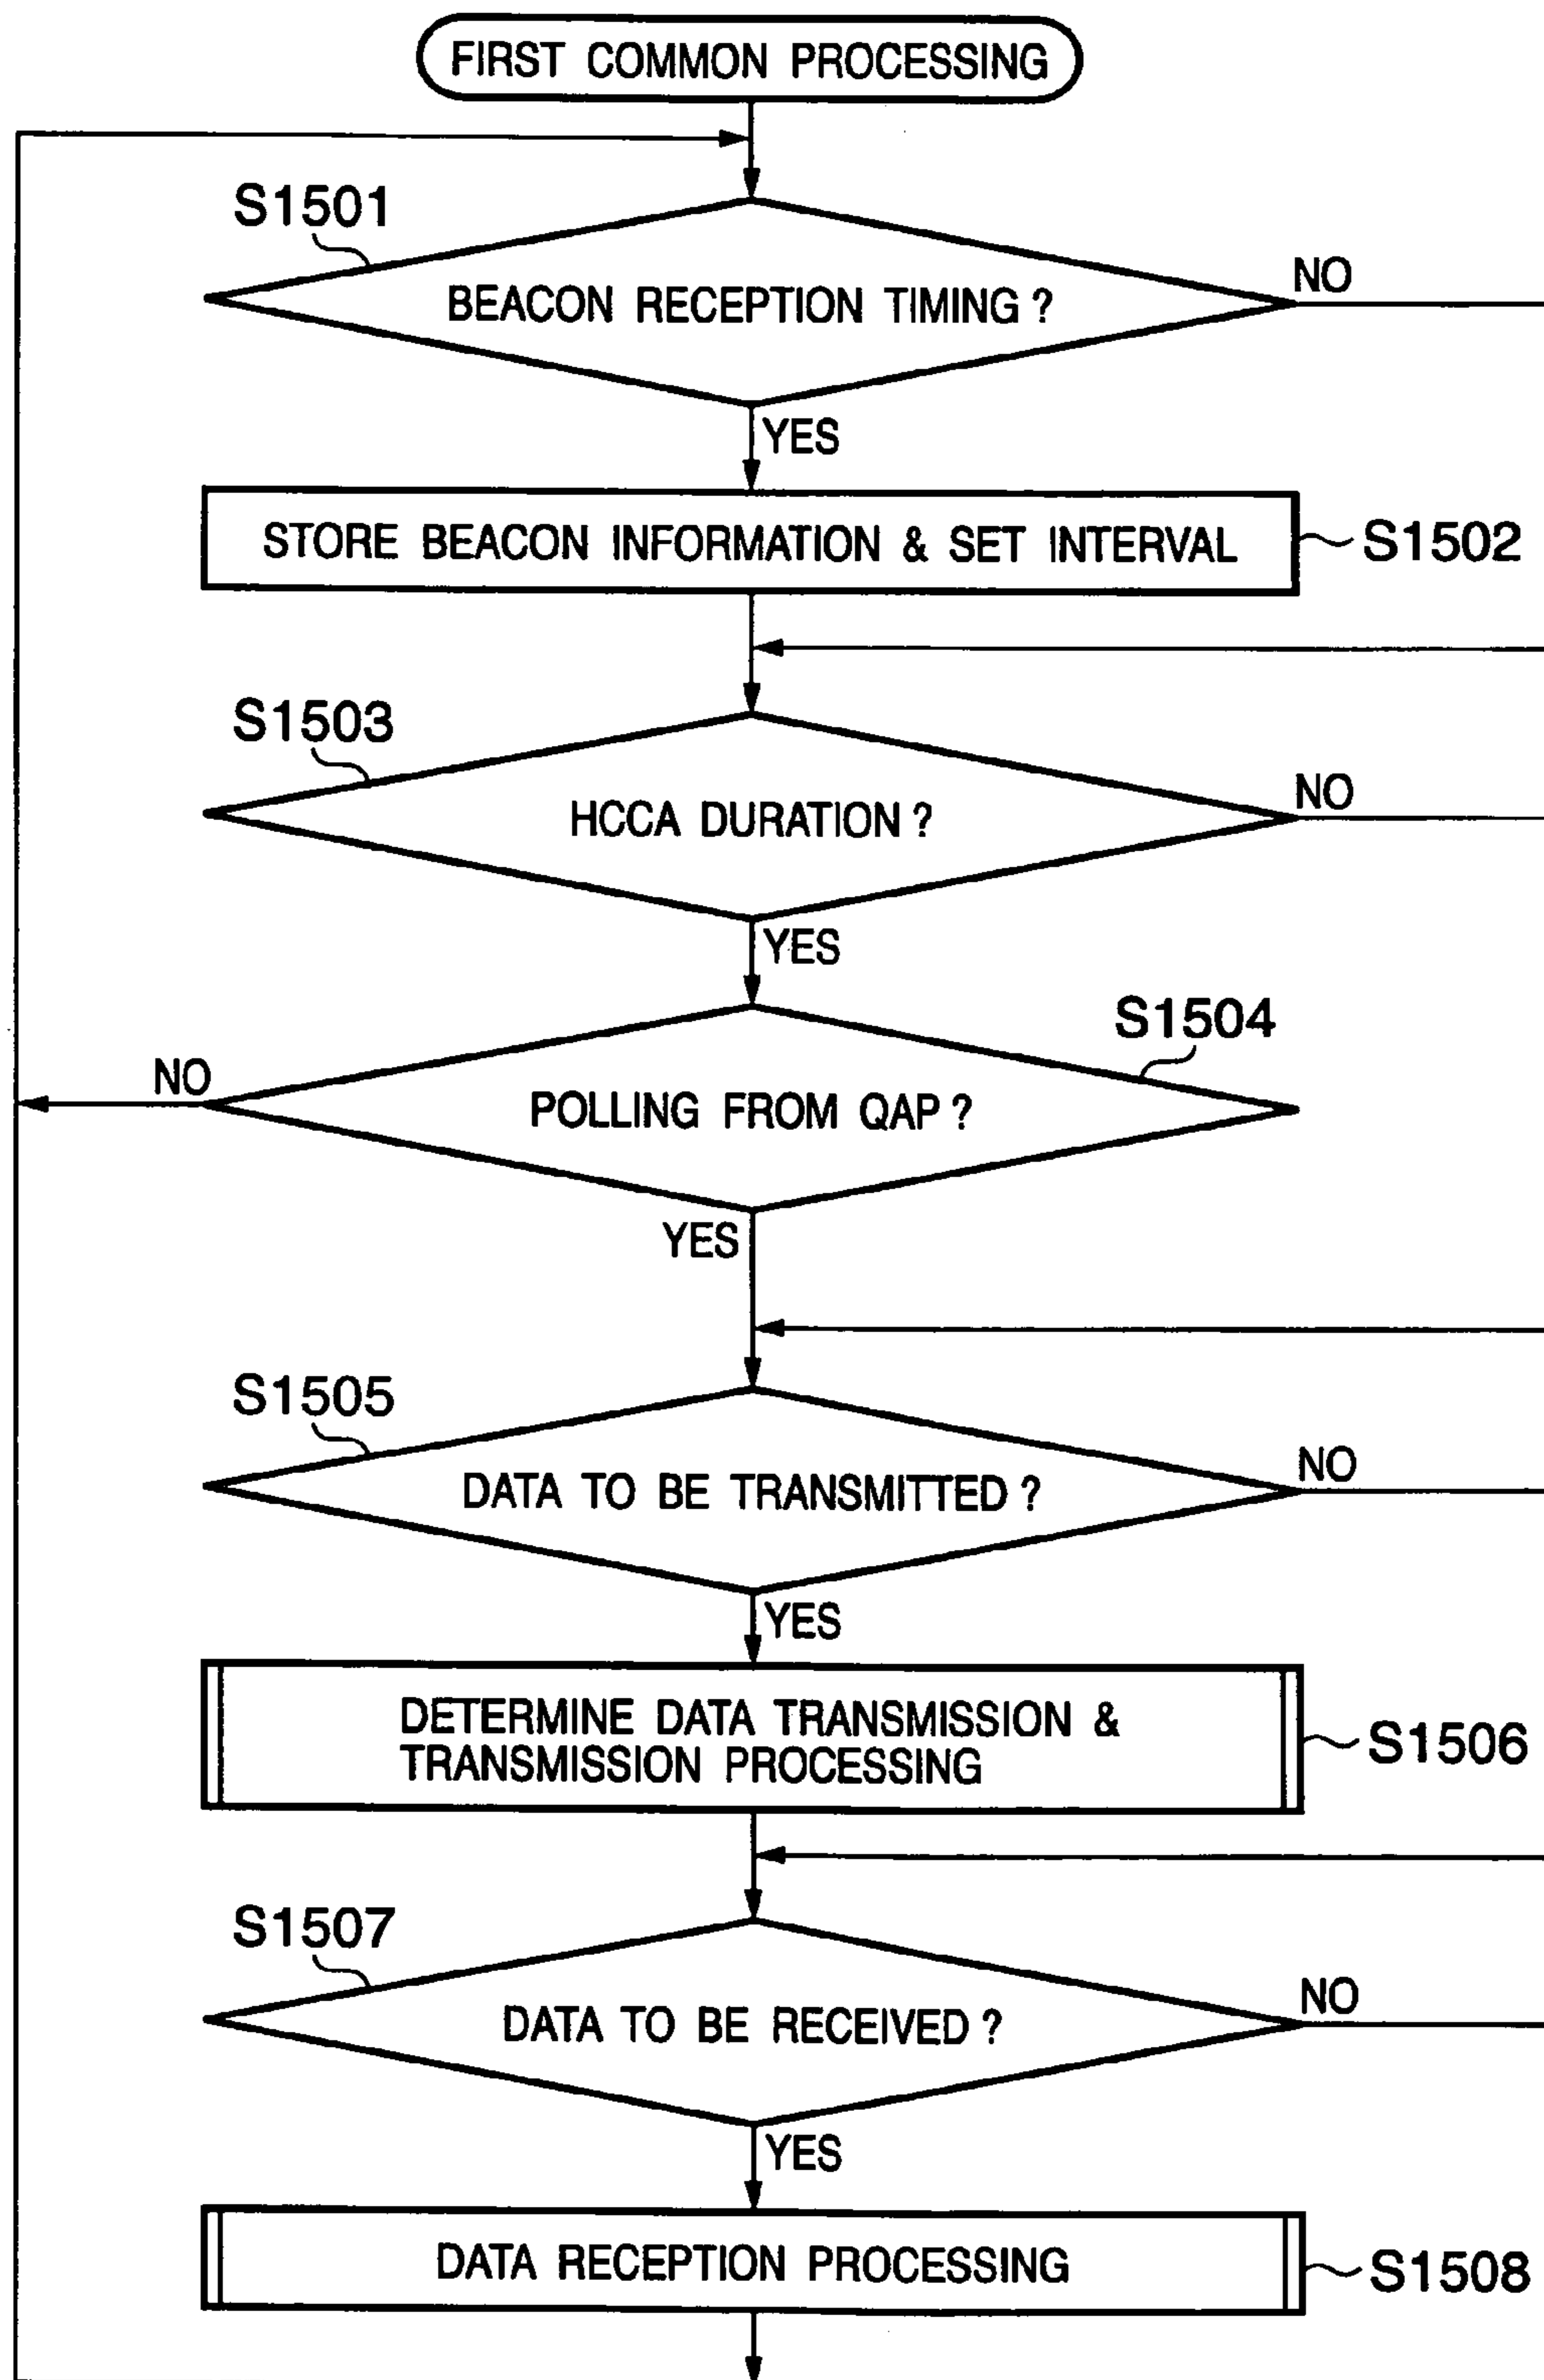 FIRST COMMON PROCESSING
S1501
BEACON RECEPTION TIMING ?
NO
YES
STORE BEACON INFORMATION & SET INTERVAL
S1502
S1503
HCCA DURATION ?
NO
YES
S1504
POLLING FROM QAP ?
NO
YES
S1505
DATA TO BE TRANSMITTED ?
NO
YES
DETERMINE DATA TRANSMISSION &
TRANSMISSION PROCESSING
S1506
S1507
DATA TO BE RECEIVED ?
NO
YES
DATA RECEPTION PROCESSING
S1508